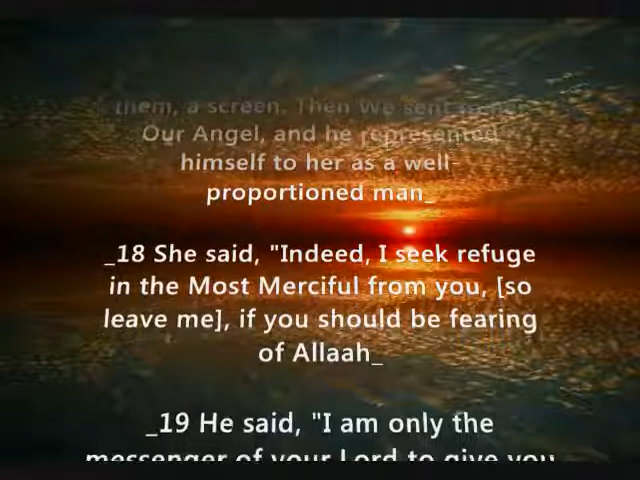 them, a screen. Then We sent to her
Our Angel, and he represented
himself to her as a well-
proportioned man_
_18 She said, "Indeed, I seek refuge
in the Most Merciful from you, [so
leave me], if you should be fearing
of Allaah_
_19 He said, "I am only the
messenger of your Lord to give you